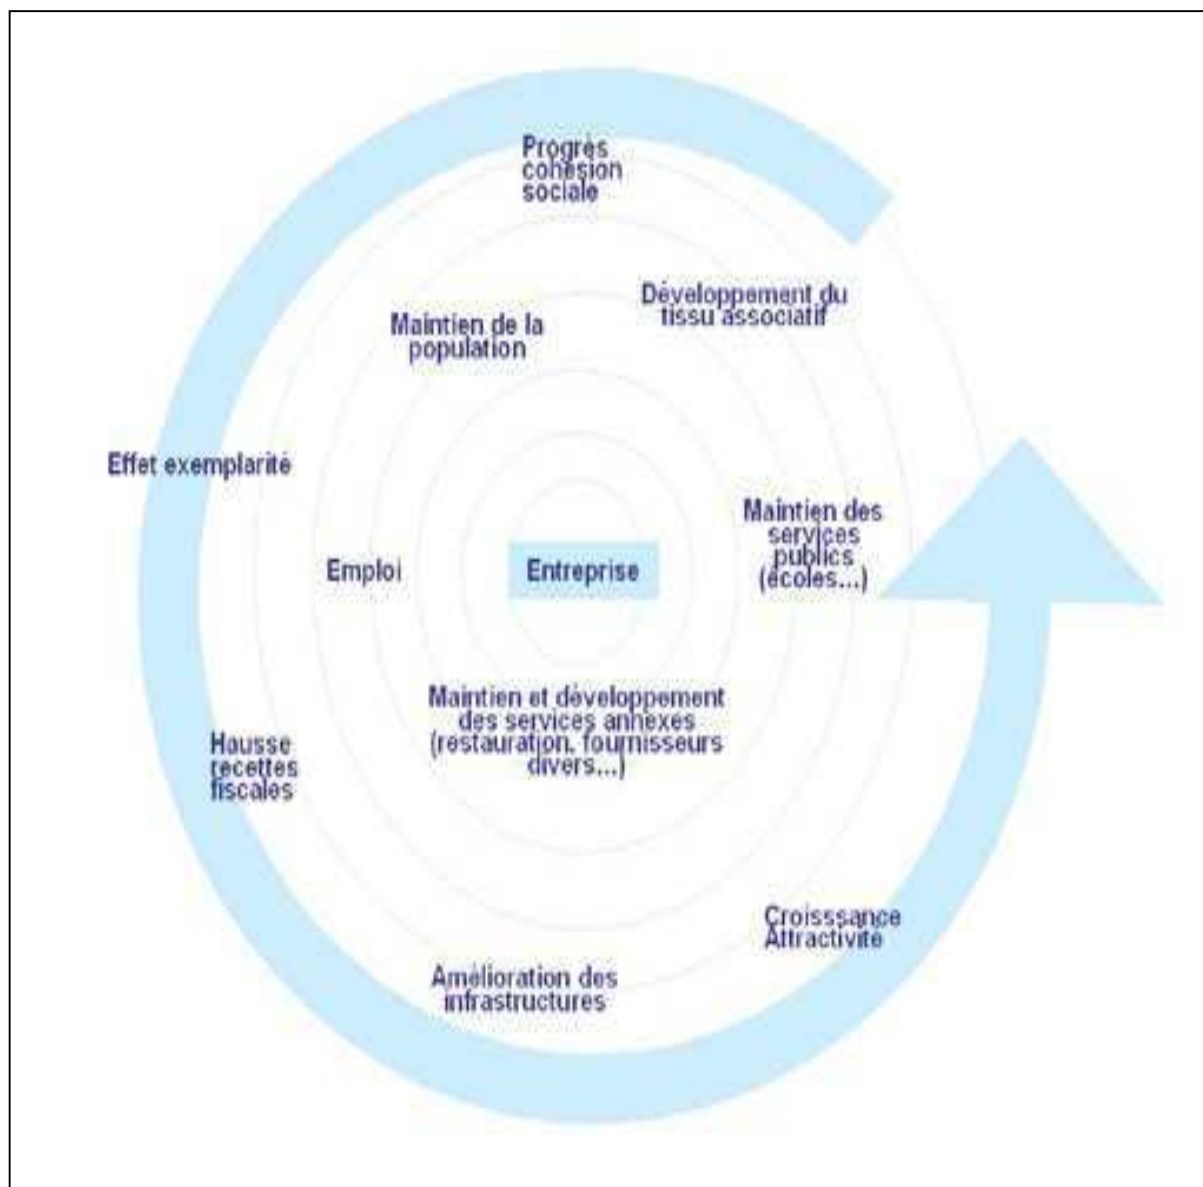 Progrès
cohésion
sociale
Développement du
tissu associatif
Maintien de la
population
Effet exemplarité
Maintien des
services
publics
(écoles...)
Emploi
Entreprise
Maintien et développement
des services annexes
(restauration, fournisseurs
divers...)
Hausse
recettes
fiscales
Croisssance
Attractivité
Amélioration des
infrastructures